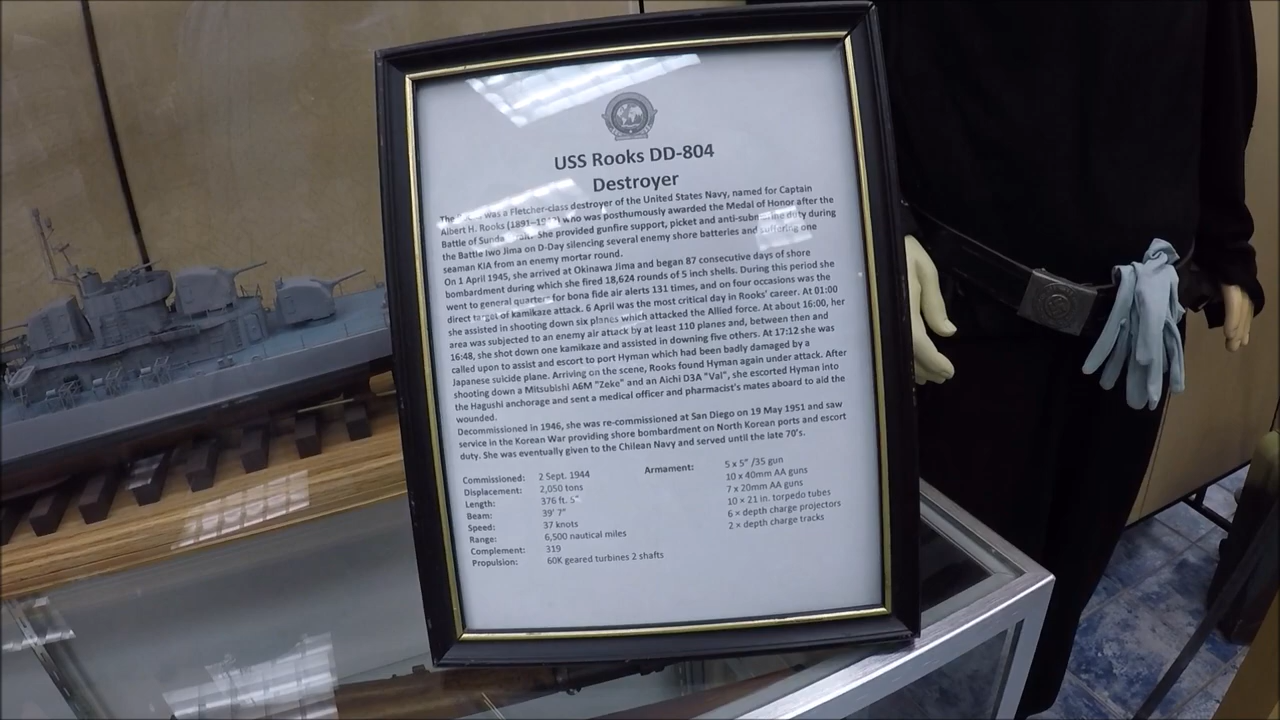 USS Rooks DD-804
Destroyer
The was a Fletcher-class destroyer of the United States Navy, named for Captain
Albert H. Rooks (1891– who was posthumously awarded the Medal of Honor after the
Battle of Sunda She provided gunfire support, picket and anti-submarine duty during
the Battle Iwo Jima on D-Day silencing several enemy shore batteries and suffering one
seaman KIA from an enemy mortar round.
On 1 April 1945, she arrived at Okinawa Jima and began 87 consecutive days of shore
bombardment during which she fired 18,624 rounds of 5 inch shells. During this period she
went to general quarters for bona fide air alerts 131 times, and on four occasions was the
direct target of kamikaze attack. 6 April was the most critical day in Rooks' career. At 01:00
she assisted in shooting down six planes which attacked the Allied force. At about 16:00, her
area was subjected to an enemy air attack by at least 110 planes and, between then and
16:48, she shot down one kamikaze and assisted in downing five others. At 17:12 she was
called upon to assist and escort to port Hyman which had been badly damaged by a
Japanese suicide plane. Arriving on the scene, Rooks found Hyman again under attack. After
shooting down a Mitsubishi A6M "Zeke" and an Aichi D3A "Val", she escorted Hyman into
the Hagushi anchorage and sent a medical officer and pharmacist's mates aboard to aid the
wounded.
Decommissioned in 1946, she was re-commissioned at San Diego on 19 May 1951 and saw
service in the Korean War providing shore bombardment on North Korean ports and escort
duty. She was eventually given to the Chilean Navy and served until the late 70's.
Commissioned: 2 Sept. 1944
Displacement: 2,050 tons
Length: 376 ft. 5"
Beam: 39' 7"
Speed: 37 knots
Range: 6,500 nautical miles
Complement: 319
Propulsion: 60K geared turbines 2 shafts
Armament: 5 x 5" /35 gun
10 x 40mm AA guns
7 x 20mm AA guns
10 × 21 in. torpedo tubes
6 × depth charge projectors
2 × depth charge tracks